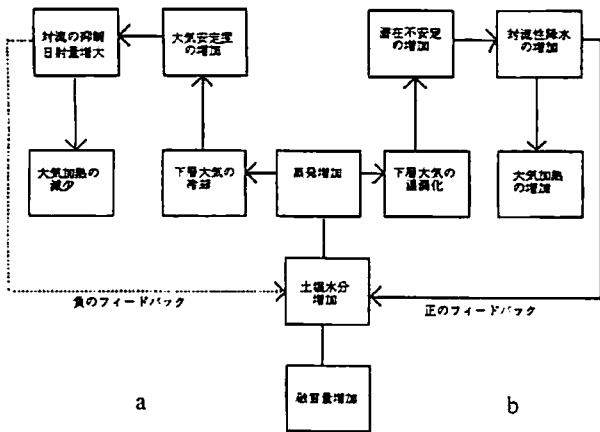 対流の抑制
日射量増大
大気安定度
の増加
潜在不安定
の増加
対流性降水
の増加
大気加熱の
減少
下層大気の
冷却
蒸発増加
下層大気の
湿潤化
大気加熱
の増加
土壌水分
増加
負のフィードバック
正のフィードバック
融雪量増加
a
b